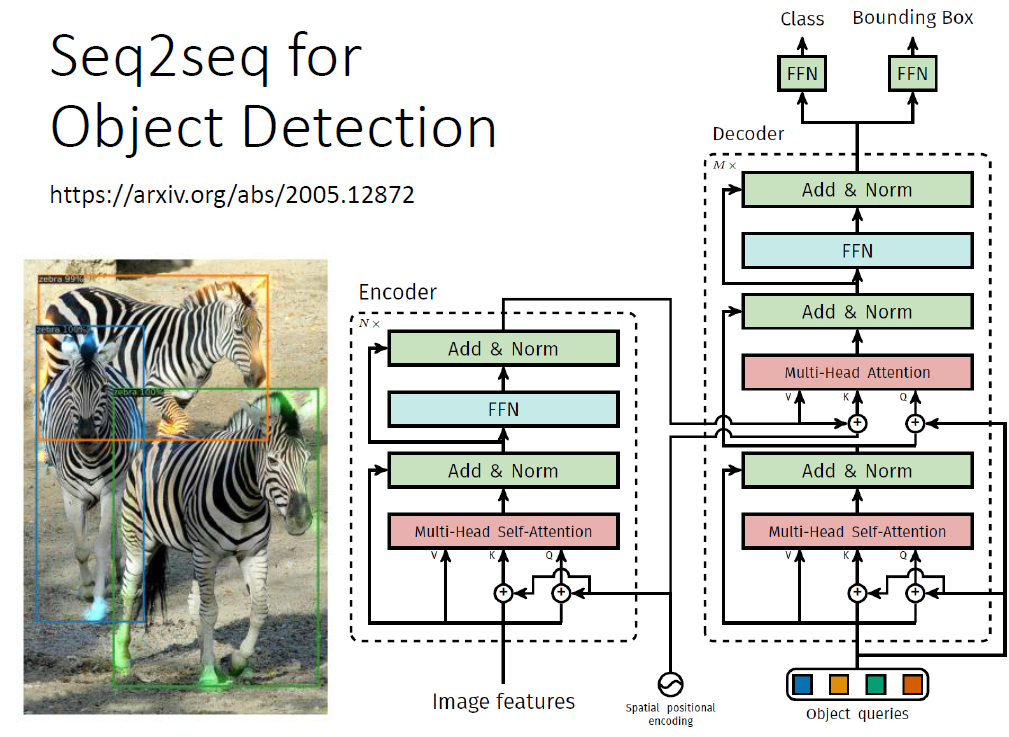 Seq2seq for
Object Detection
https://arxiv.org/abs/2005.12872
zebra 99%
zebra 100%
zebra 100%
Encoder
N×
Add & Norm
FFN
Add & Norm
Multi-Head Self-Attention
V K Q
Image features
Spatial positional
encoding
Class
Bounding Box
FFN
FFN
Decoder
M×
Add & Norm
FFN
Add & Norm
Multi-Head Attention
V K Q
Add & Norm
Multi-Head Self-Attention
V K Q
Object queries